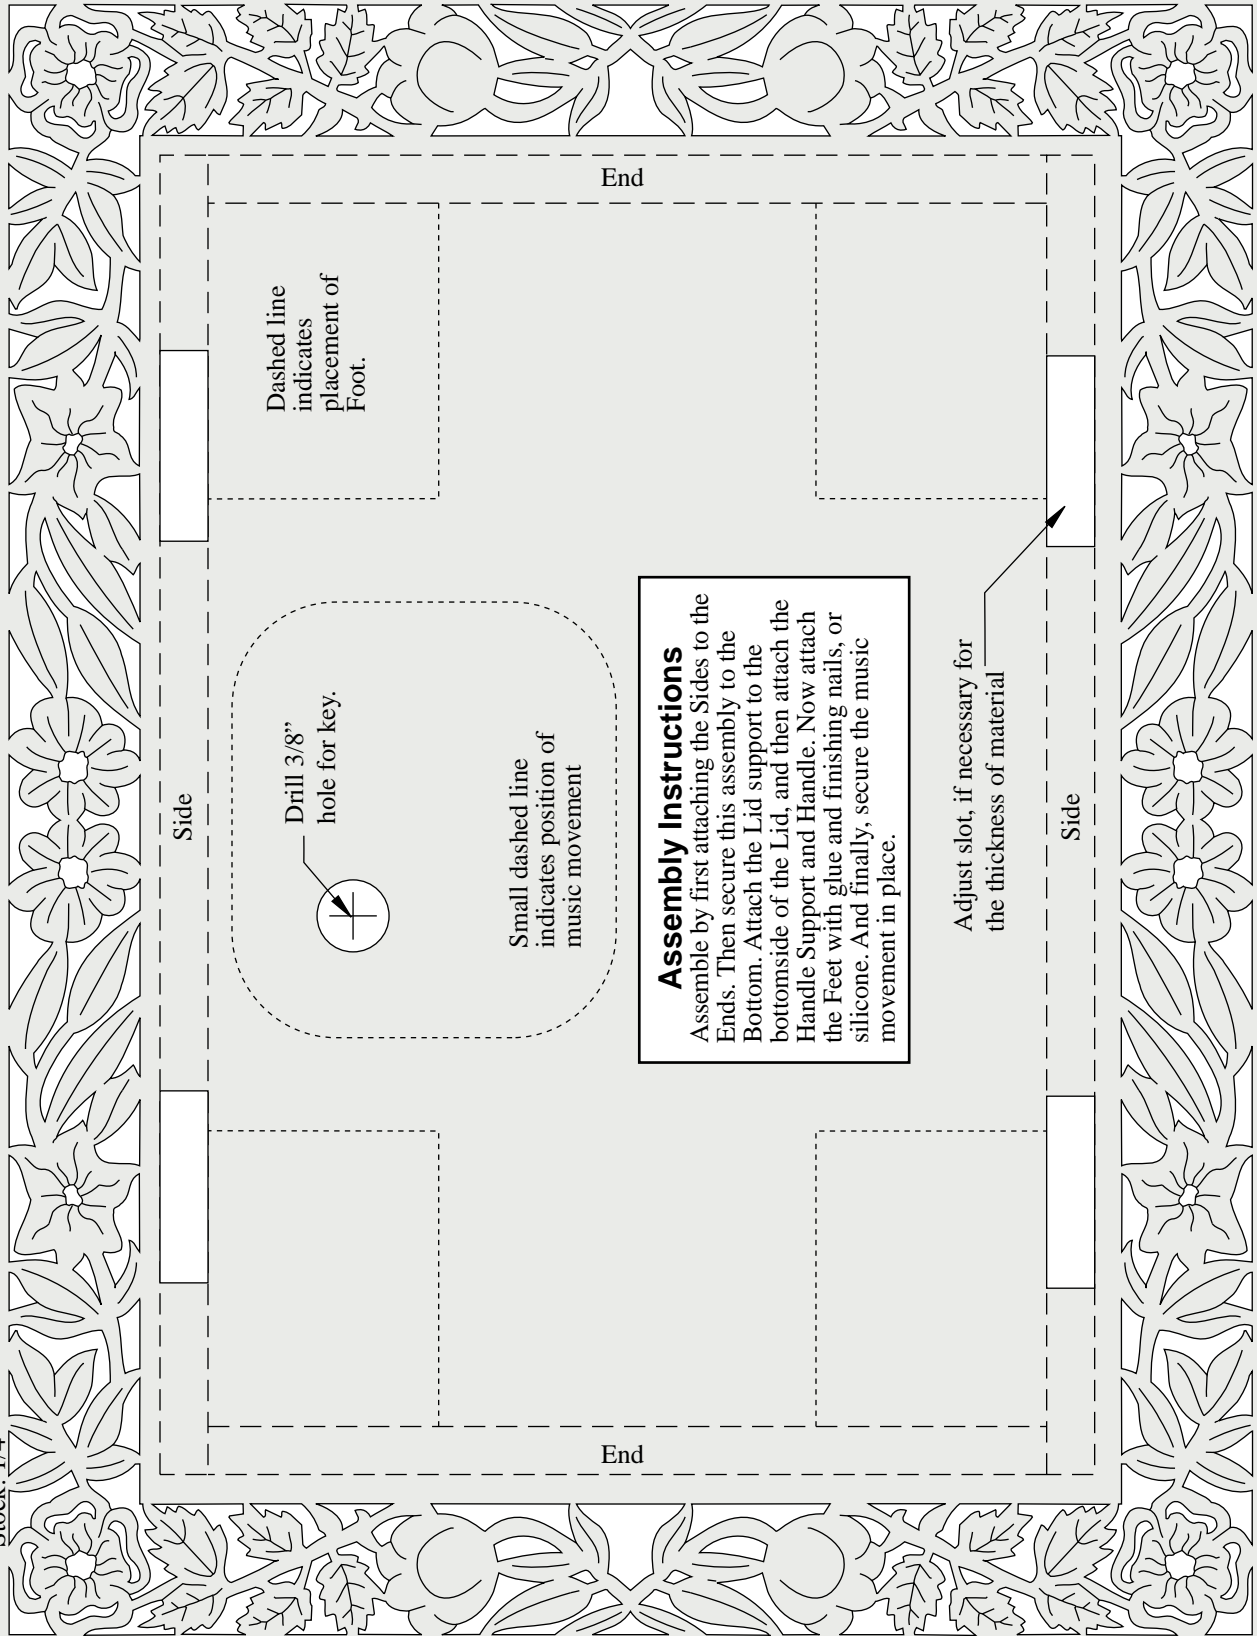 End
Dashed line
indicates
placement of
Foot.
Side
Drill 3/8”
hole for key.
Small dashed line
indicates position of
music movement
Assembly Instructions
Assemble by first attaching the Sides to the
Ends. Then secure this assembly to the
Bottom. Attach the Lid support to the
bottomside of the Lid, and then attach the
Handle Support and Handle. Now attach
the Feet with glue and finishing nails, or
silicone. And finally, secure the music
movement in place.
Adjust slot, if necessary for
the thickness of material
Side
End